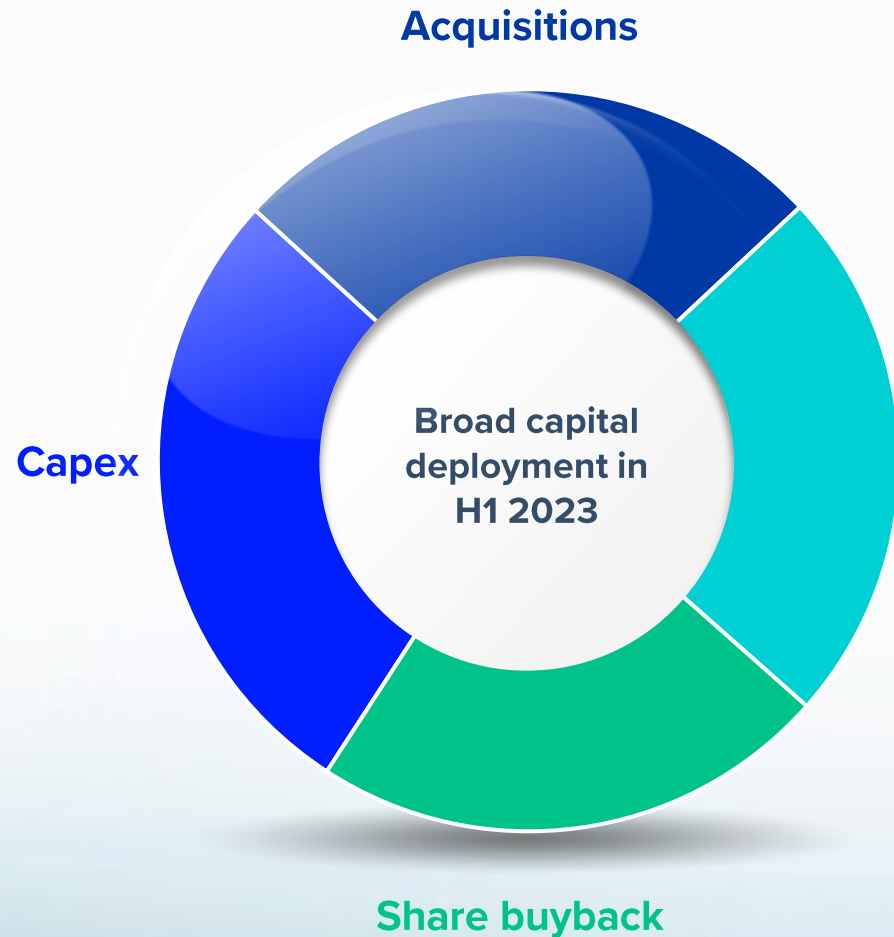 Acquisitions
Capex
Broad capital
deployment in
H1 2023
Share buyback